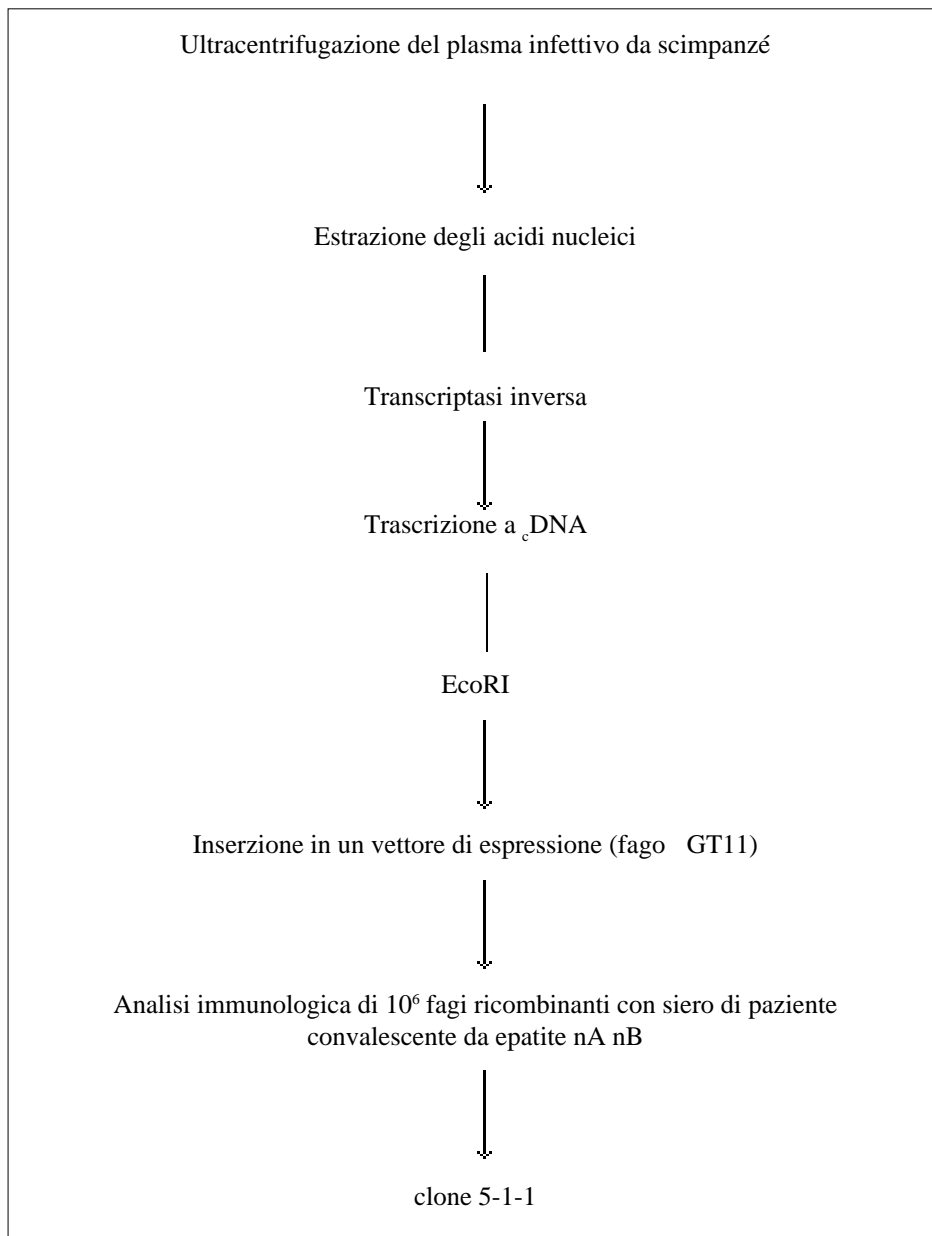 Ultracentrifugazione del plasma infettivo da scimpanzé
Estrazione degli acidi nucleici
Transcriptasi inversa
Trascrizione a cDNA
EcoRI
Inserzione in un vettore di espressione (fago GT11)
Analisi immunologica di 10⁶ fagi ricombinanti con siero di paziente
convalescente da epatite nA nB
clone 5-1-1